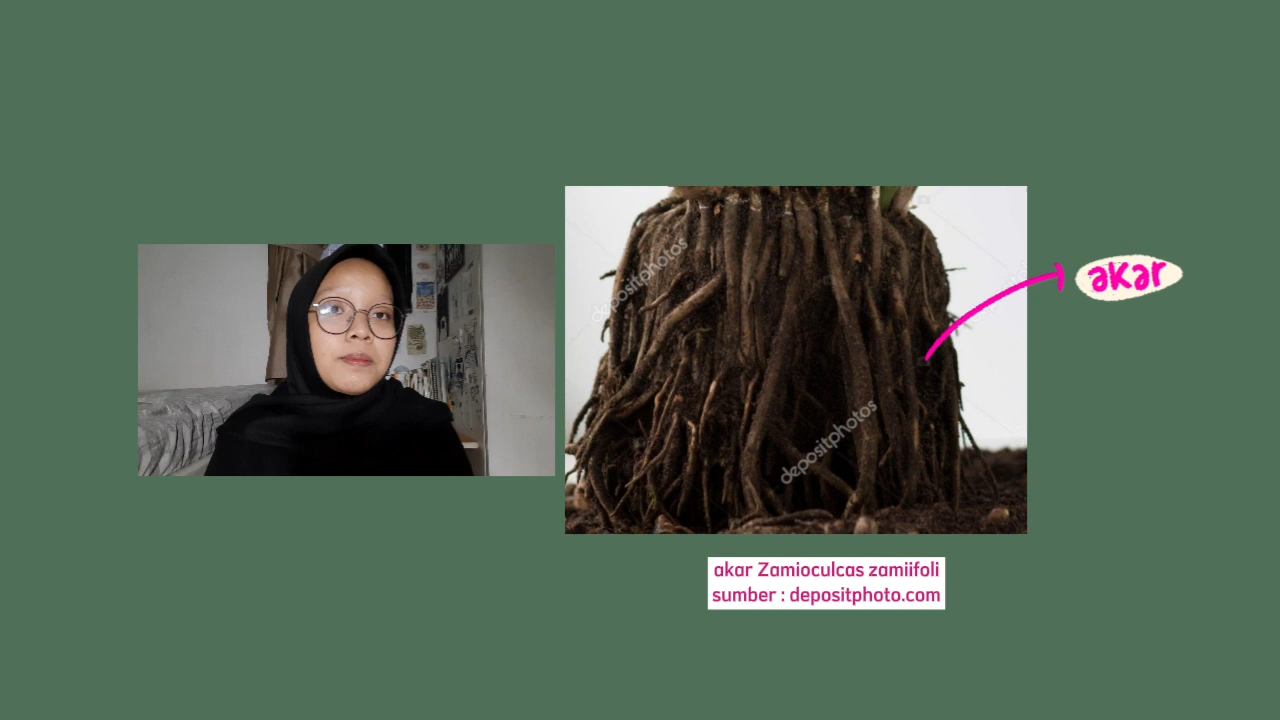 depositphotos
depositphotos
akar
akar Zamioculcas zamiifoli
sumber : depositphoto.com